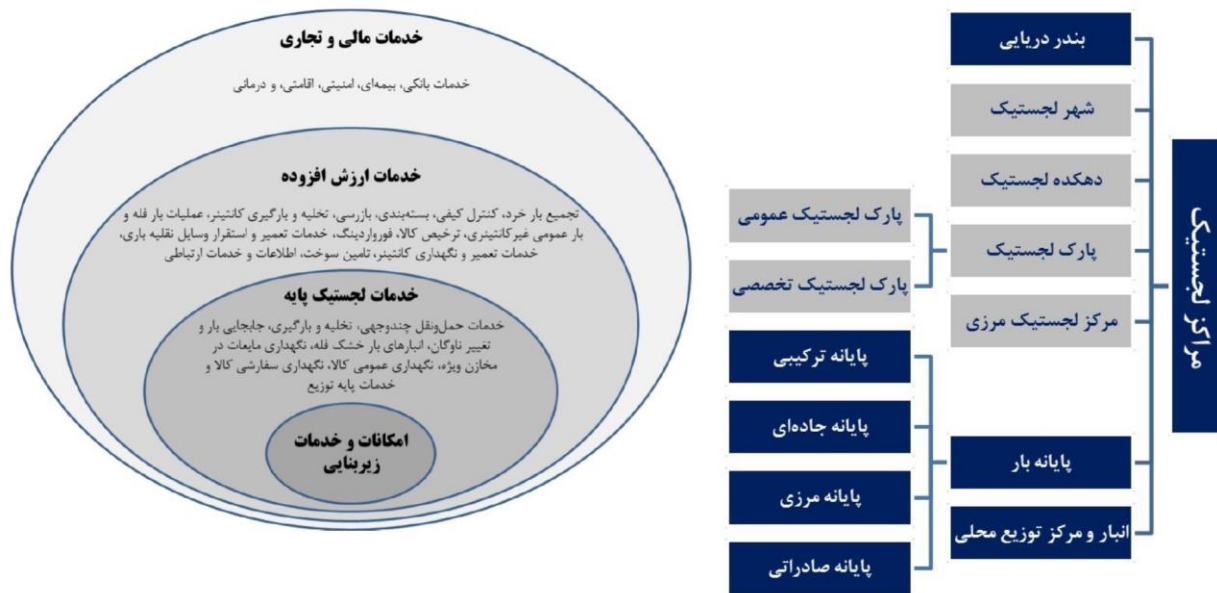 خدمات مالی و تجاری
خدمات بانکی، بیمه‌ای، امنیتی، اقامتی، و درمانی
خدمات ارزش افزوده
تجمیع بار خرد، کنترل کیفی، بسته‌بندی، بازرسی، تخلیه و بارگیری کانتینر، عملیات بار فله و
بار عمومی غیرکانتینری، ترخیص کالا، فورواردینگ، خدمات تعمیر و استقرار وسایل نقلیه باری،
خدمات تعمیر و نگهداری کانتینر، تامین سوخت، اطلاعات و خدمات ارتباطی
خدمات لجستیک پایه
خدمات حمل‌ونقل چندوجهی، تخلیه و بارگیری، جابجایی بار و
تغییر ناوگان، انبارهای بار خشک فله، نگهداری مایعات در
مخازن ویژه، نگهداری عمومی کالا، نگهداری سفارشی کالا و
خدمات پایه توزیع
امکانات و خدمات
زیربنایی
مراکز لجستیک
بندر دریایی
شهر لجستیک
دهکده لجستیک
پارک لجستیک
پارک لجستیک عمومی
پارک لجستیک تخصصی
مرکز لجستیک مرزی
پایانه بار
پایانه ترکیبی
پایانه جاده‌ای
پایانه مرزی
پایانه صادراتی
انبار و مرکز توزیع محلی